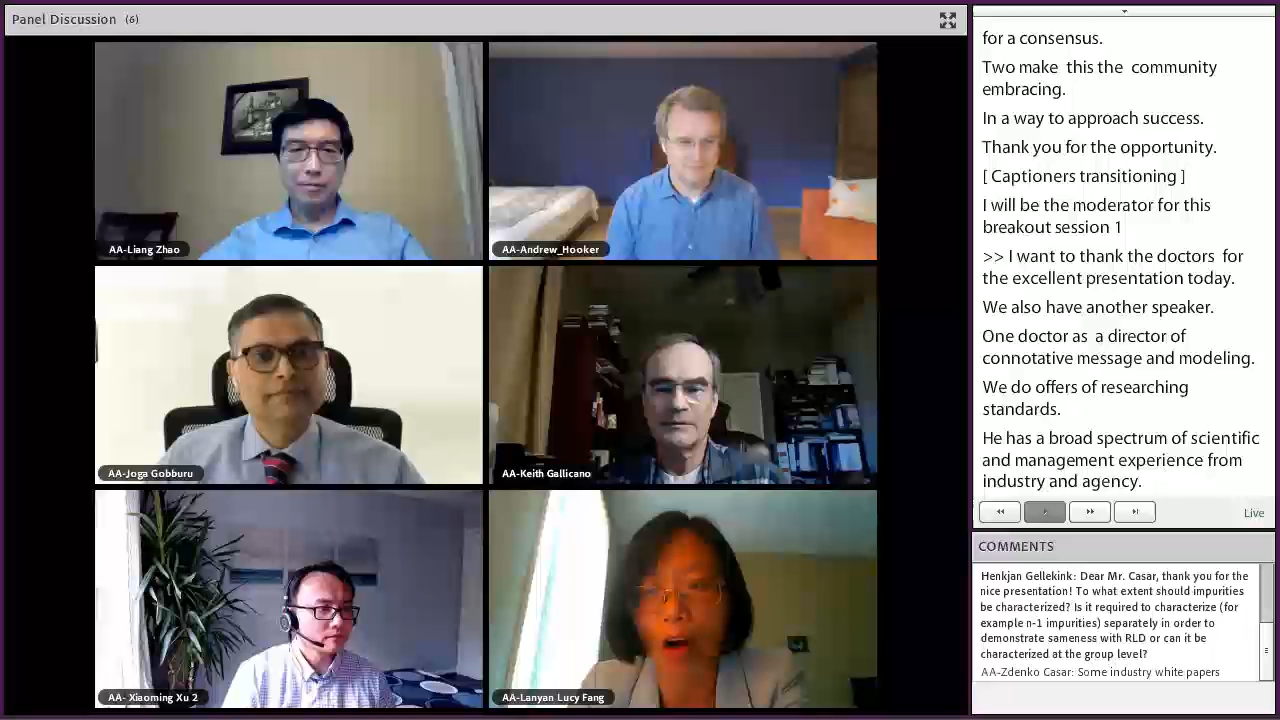 Panel Discussion (6)
AA-Liang Zhao
AA-Andrew_Hooker
AA-Joga Gobburu
AA-Keith Gallicano
AA- Xiaoming Xu 2
AA-Lanyan Lucy Fang
for a consensus.
Two make this the community
embracing.
In a way to approach success.
Thank you for the opportunity.
[ Captioners transitioning ]
I will be the moderator for this
breakout session 1
>> I want to thank the doctors for
the excellent presentation today.
We also have another speaker.
One doctor as a director of
connotative message and modeling.
We do offers of researching
standards.
He has a broad spectrum of scientific
and management experience from
industry and agency.
Live
COMMENTS
Henkjan Gellekink: Dear Mr. Casar, thank you for the
nice presentation! To what extent should impurities
be characterized? Is it required to characterize (for
example n-1 impurities) separately in order to
demonstrate sameness with RLD or can it be
characterized at the group level?
AA-Zdenko Casar: Some industry white papers